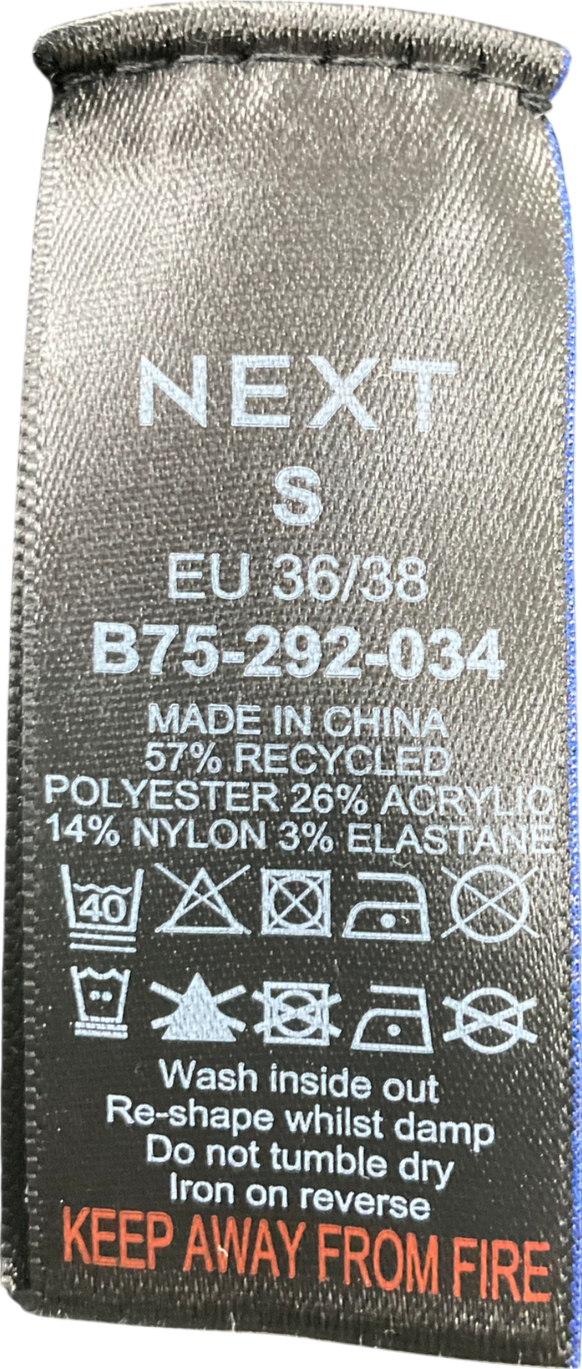 NEXT
S
EU 36/38
B75-292-034
MADE IN CHINA
57% RECYCLED
POLYESTER 26% ACRYLIC
14% NYLON 3% ELASTANE
40
Wash inside out
Re-shape whilst damp
Do not tumble dry
Iron on reverse
KEEP AWAY FROM FIRE